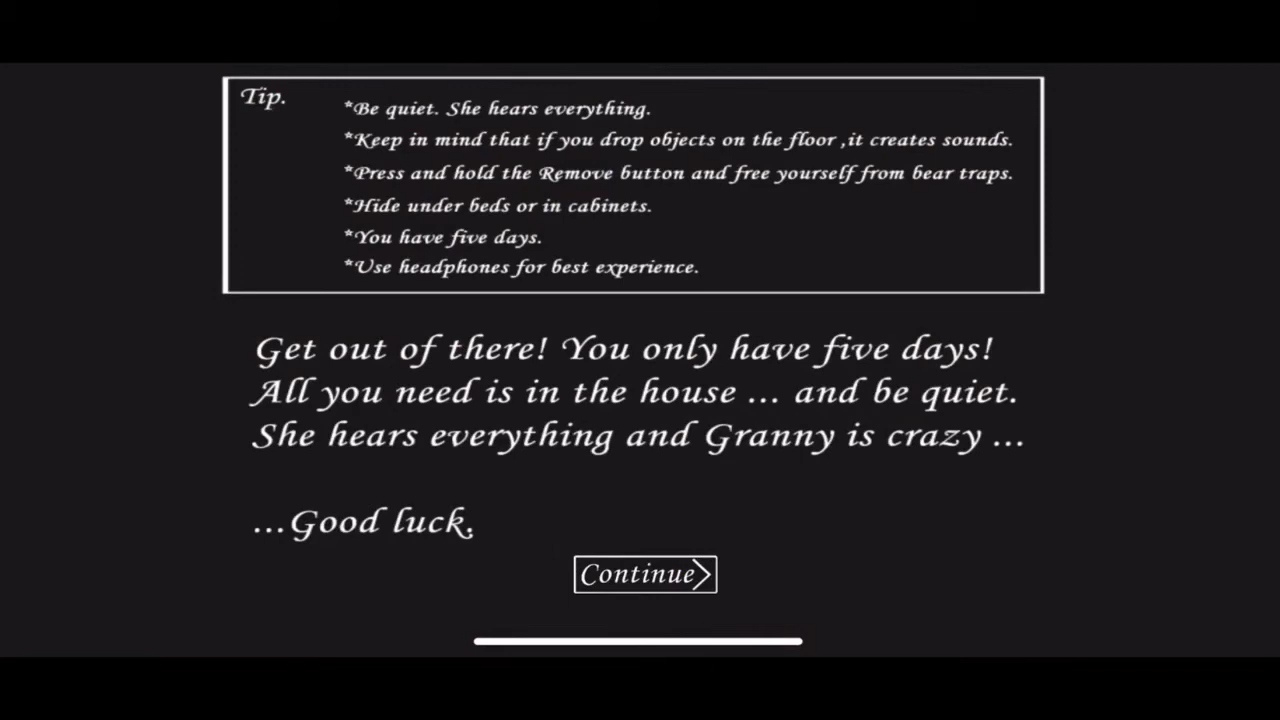 Tip.
*Be quiet. She hears everything.
*Keep in mind that if you drop objects on the floor ,it creates sounds.
*Press and hold the Remove button and free yourself from bear traps.
*Hide under beds or in cabinets.
*You have five days.
*Use headphones for best experience.
Get out of there! You only have five days!
All you need is in the house ... and be quiet.
She hears everything and Granny is crazy ...
...Good luck.
Continue>